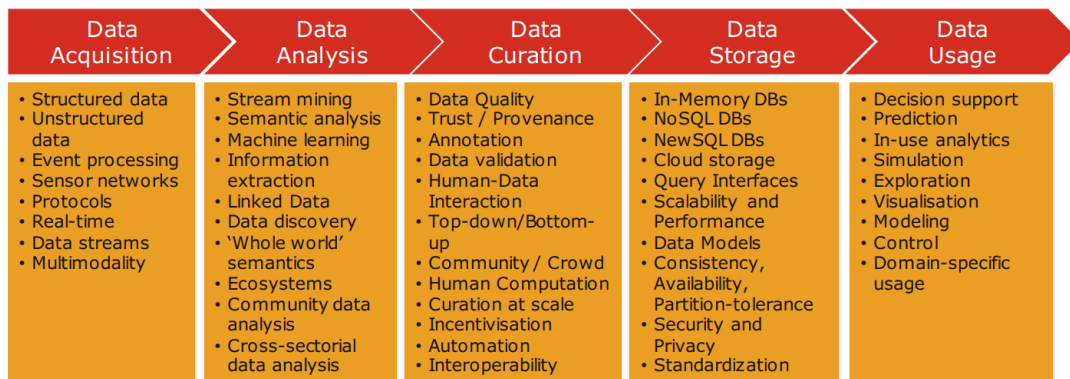 Data
Acquisition
Data
Analysis
Data
Curation
Data
Storage
Data
Usage
• Structured data
• Unstructured
data
• Event processing
• Sensor networks
• Protocols
• Real-time
• Data streams
• Multimodality
• Stream mining
• Semantic analysis
• Machine learning
• Information
extraction
• Linked Data
• Data discovery
• ‘Whole world’
semantics
• Ecosystems
• Community data
analysis
• Cross-sectorial
data analysis
• Data Quality
• Trust / Provenance
• Annotation
• Data validation
• Human-Data
Interaction
• Top-down/Bottom-
up
• Community / Crowd
• Human Computation
• Curation at scale
• Incentivisation
• Automation
• Interoperability
• In-Memory DBs
• NoSQL DBs
• NewSQL DBs
• Cloud storage
• Query Interfaces
• Scalability and
Performance
• Data Models
• Consistency,
Availability,
Partition-tolerance
• Security and
Privacy
• Standardization
• Decision support
• Prediction
• In-use analytics
• Simulation
• Exploration
• Visualisation
• Modeling
• Control
• Domain-specific
usage